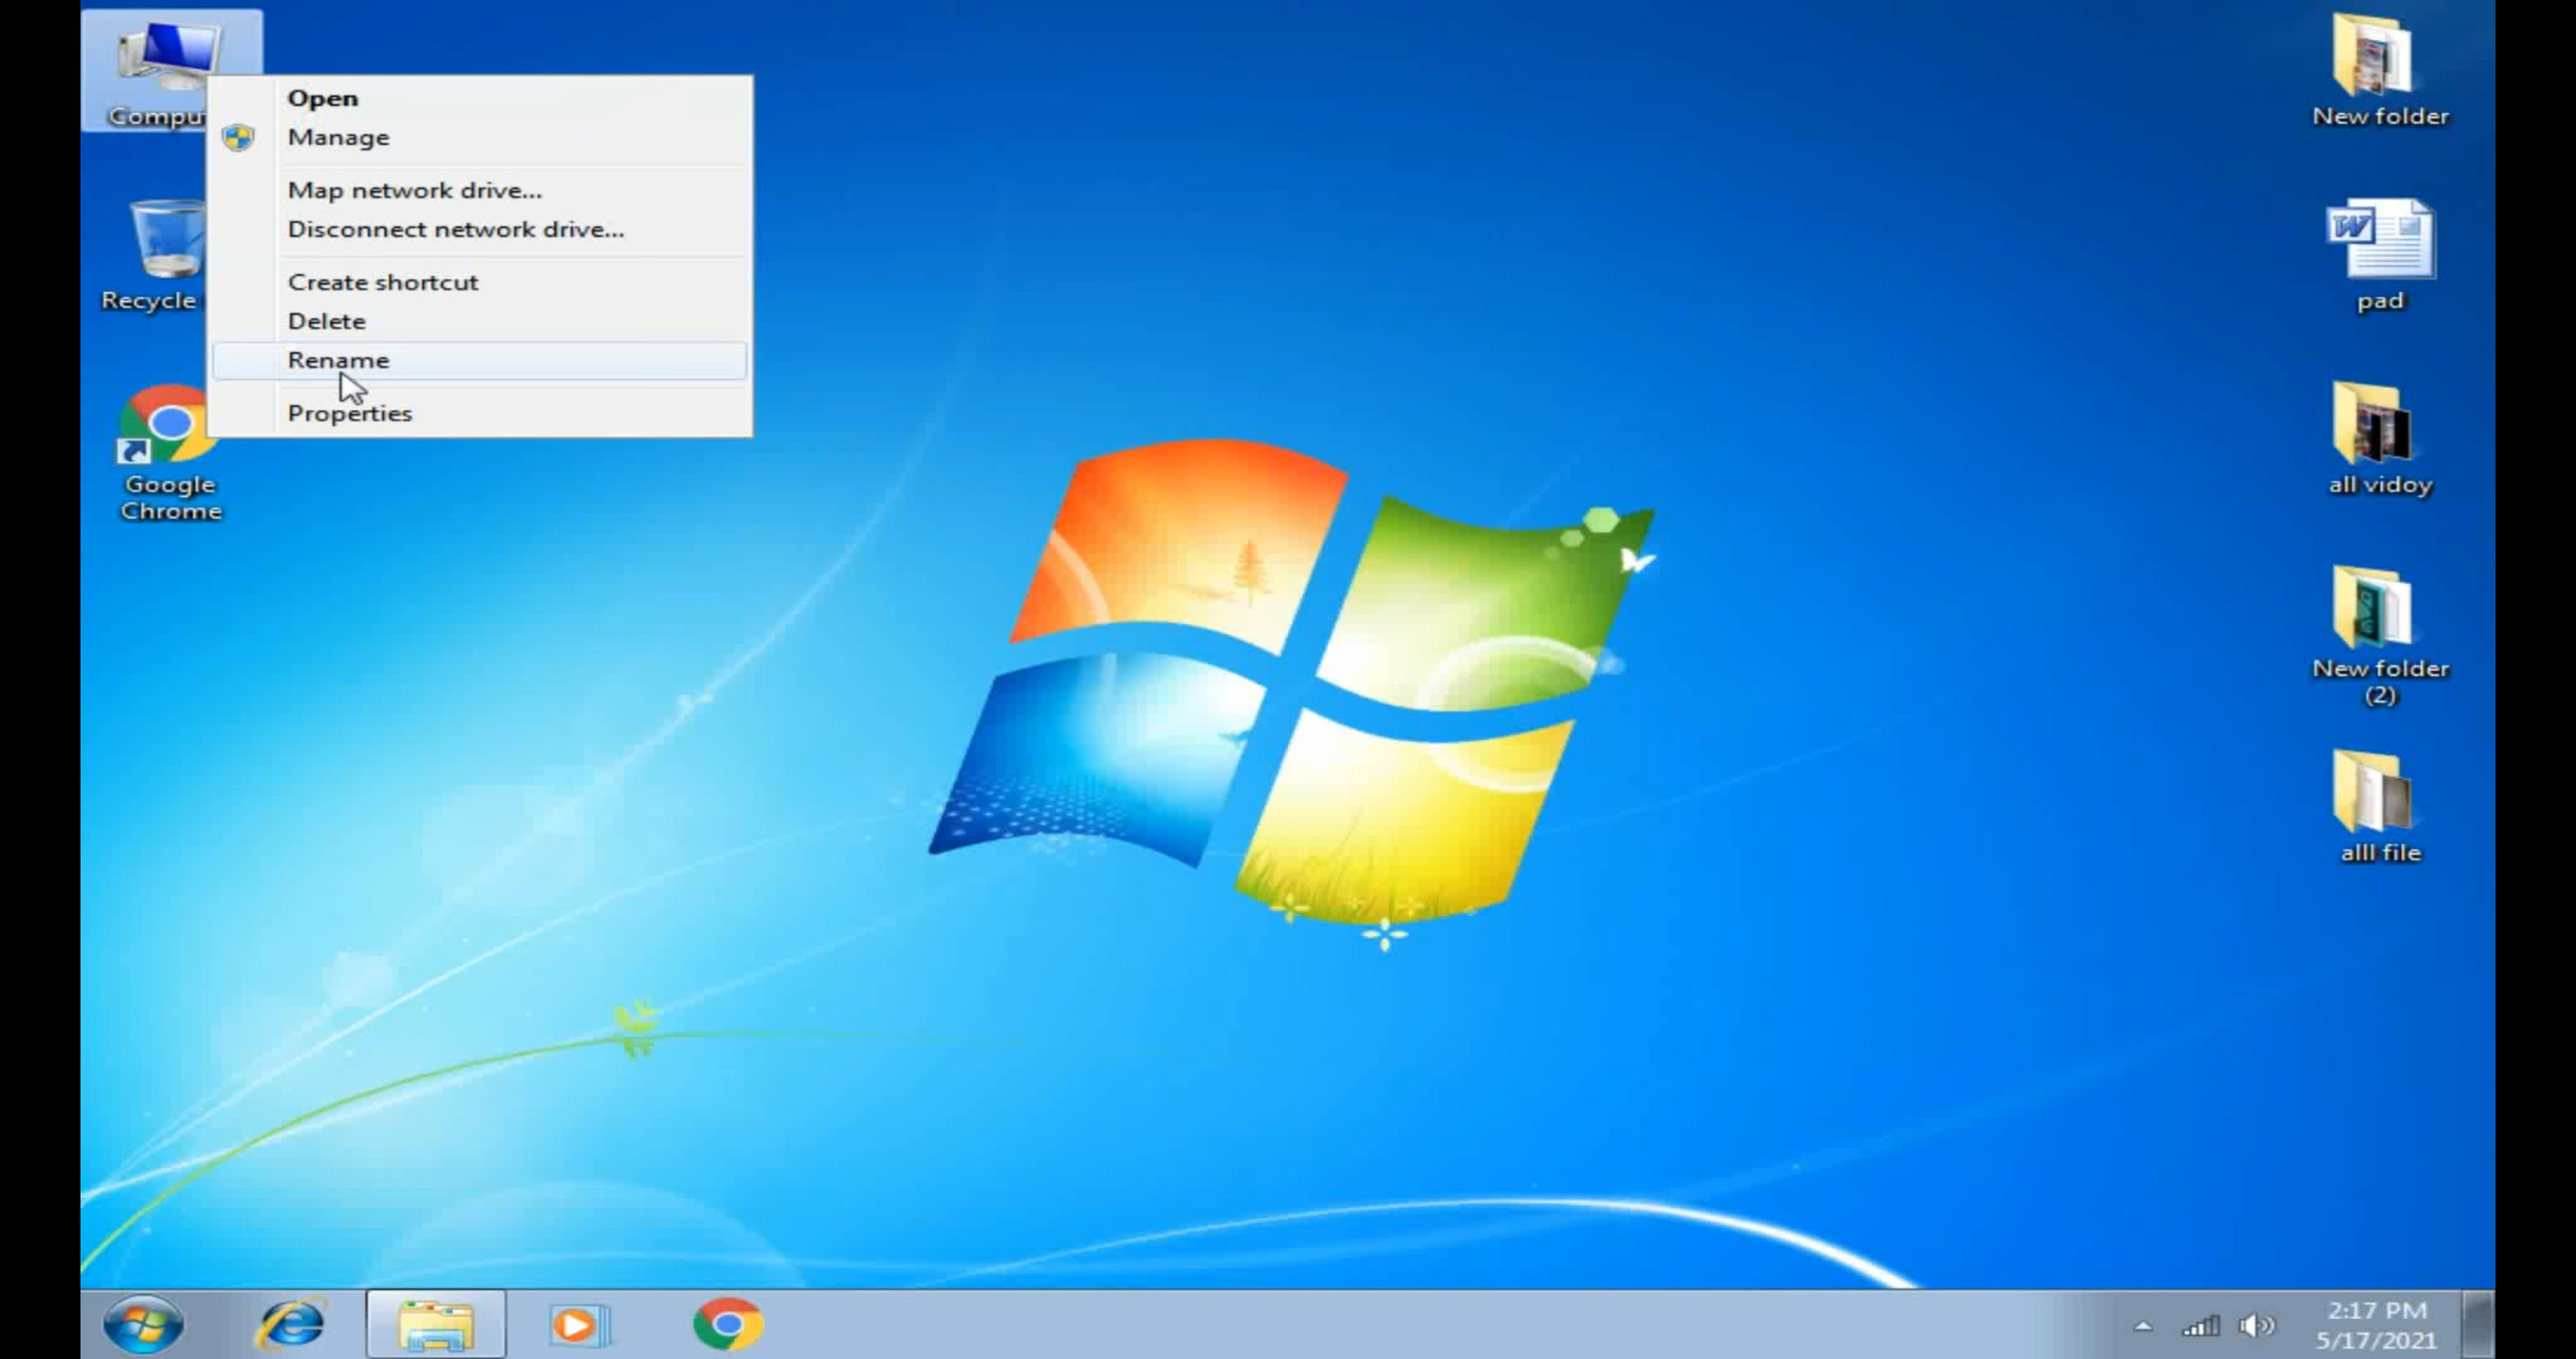 Compu
Open
Manage
Map network drive...
Disconnect network drive...
Create shortcut
Delete
Rename
Properties
Recycle
Google
Chrome
New folder
pad
all vidoy
New folder
(2)
alll file
2:17 PM
5/17/2021